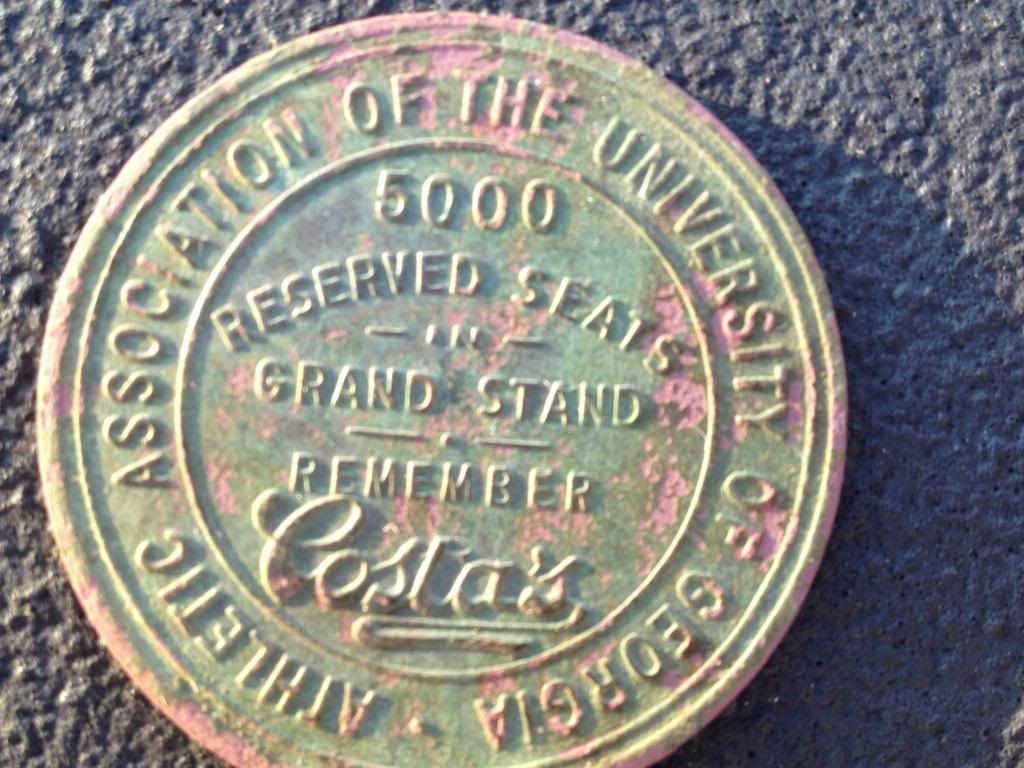 ATHLETIC ASSOCIATION OF THE UNIVERSITY OF GEORGIA
5000
RESERVED SEATS
- IN -
GRAND STAND
REMEMBER
Costa's